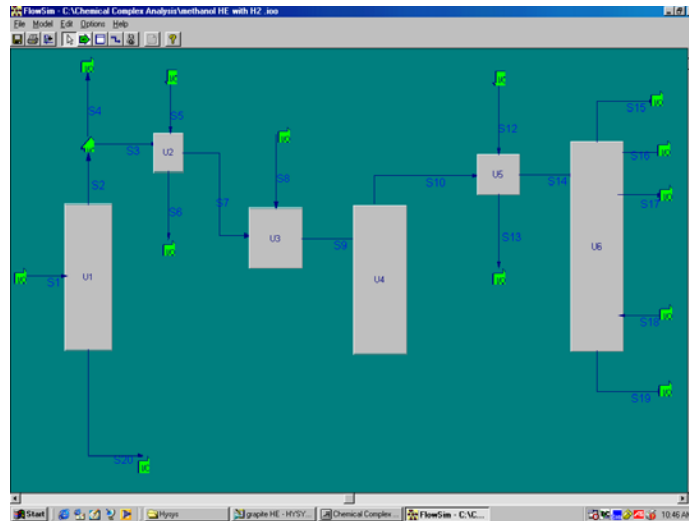 FlowSim - C:\Chemical Complex Analysis\methanol HE with H2 .ioo
File Model Edit Options Help
S4
S5
S15
I/O
S12
S3
U2
S8
S16
S2
U5
S14
S17
S10
S6
S7
U1
U3
S9
S13
U6
S1
U4
S18
S19
S20
Start
Hysys
grapite HE - HYSY...
Chemical Complex ...
FlowSim - C:\C...
10:46 AM